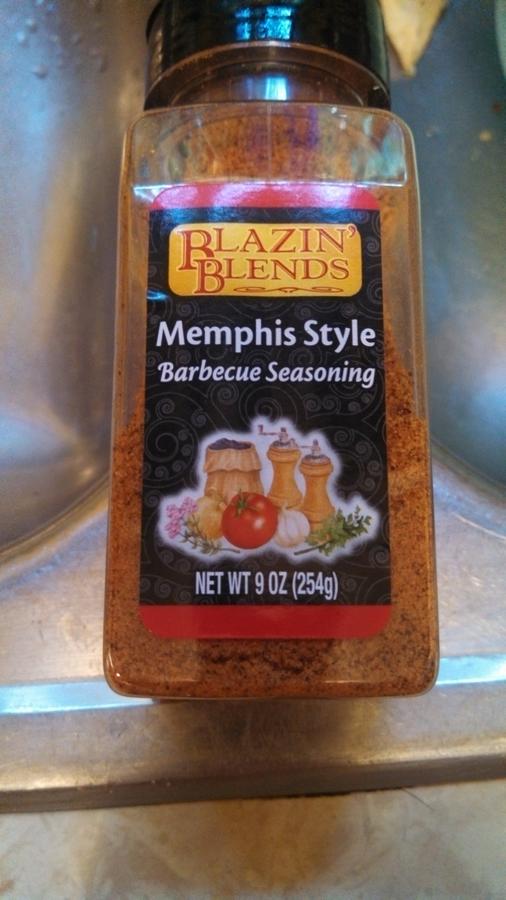 BLAZIN'
BLENDS
Memphis Style
Barbecue Seasoning
NET WT 9 OZ (254g)